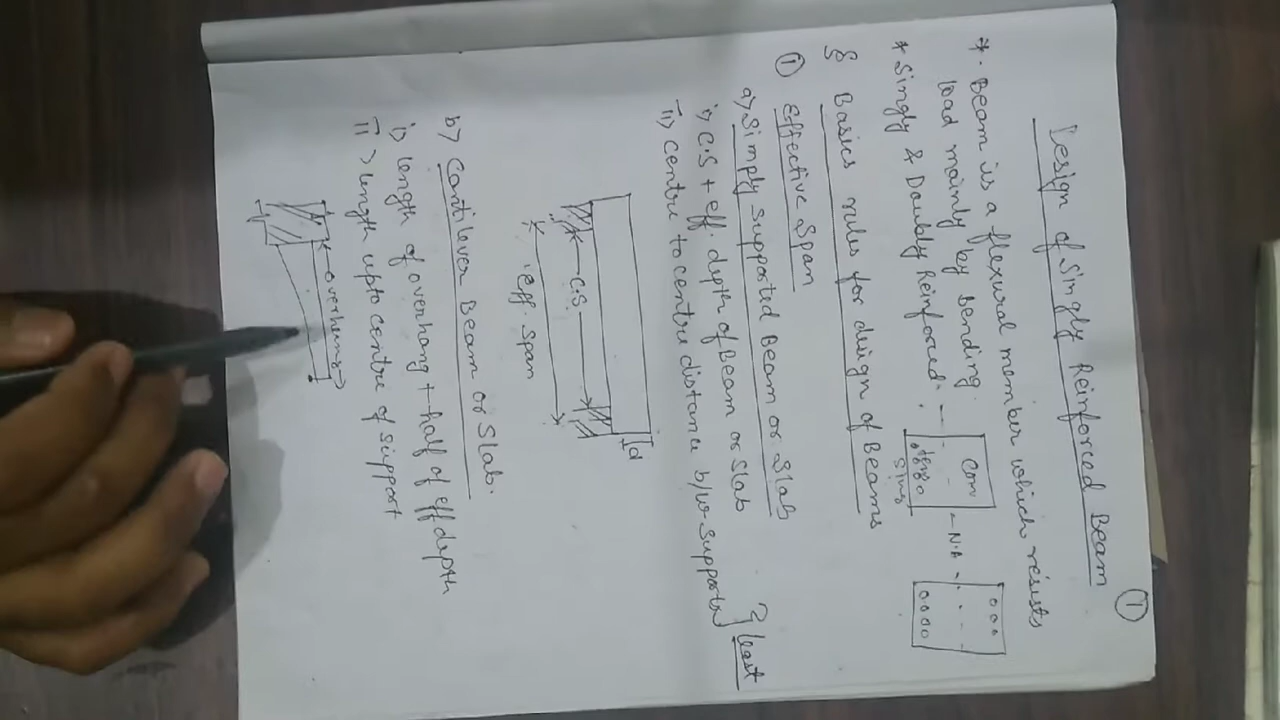 ①
Design of Singly Reinforced Beam
* . Beam is a flexural member which resists
load mainly by bending.
* Singly & Doubly Reinforced. -
Com
- N.A -
§ Basics rules for design of Beams
① Effective Span
a) Simply Supported Beam or Slab
i) C.S + eff. depth of Beam or Slab
ii) centre to centre distance b/w supports } least
d
C.S.
eff. Span
b) Cantilever Beam or Slab.
i) length of overhang + half of eff depth
ii) length upto centre of support
overhang